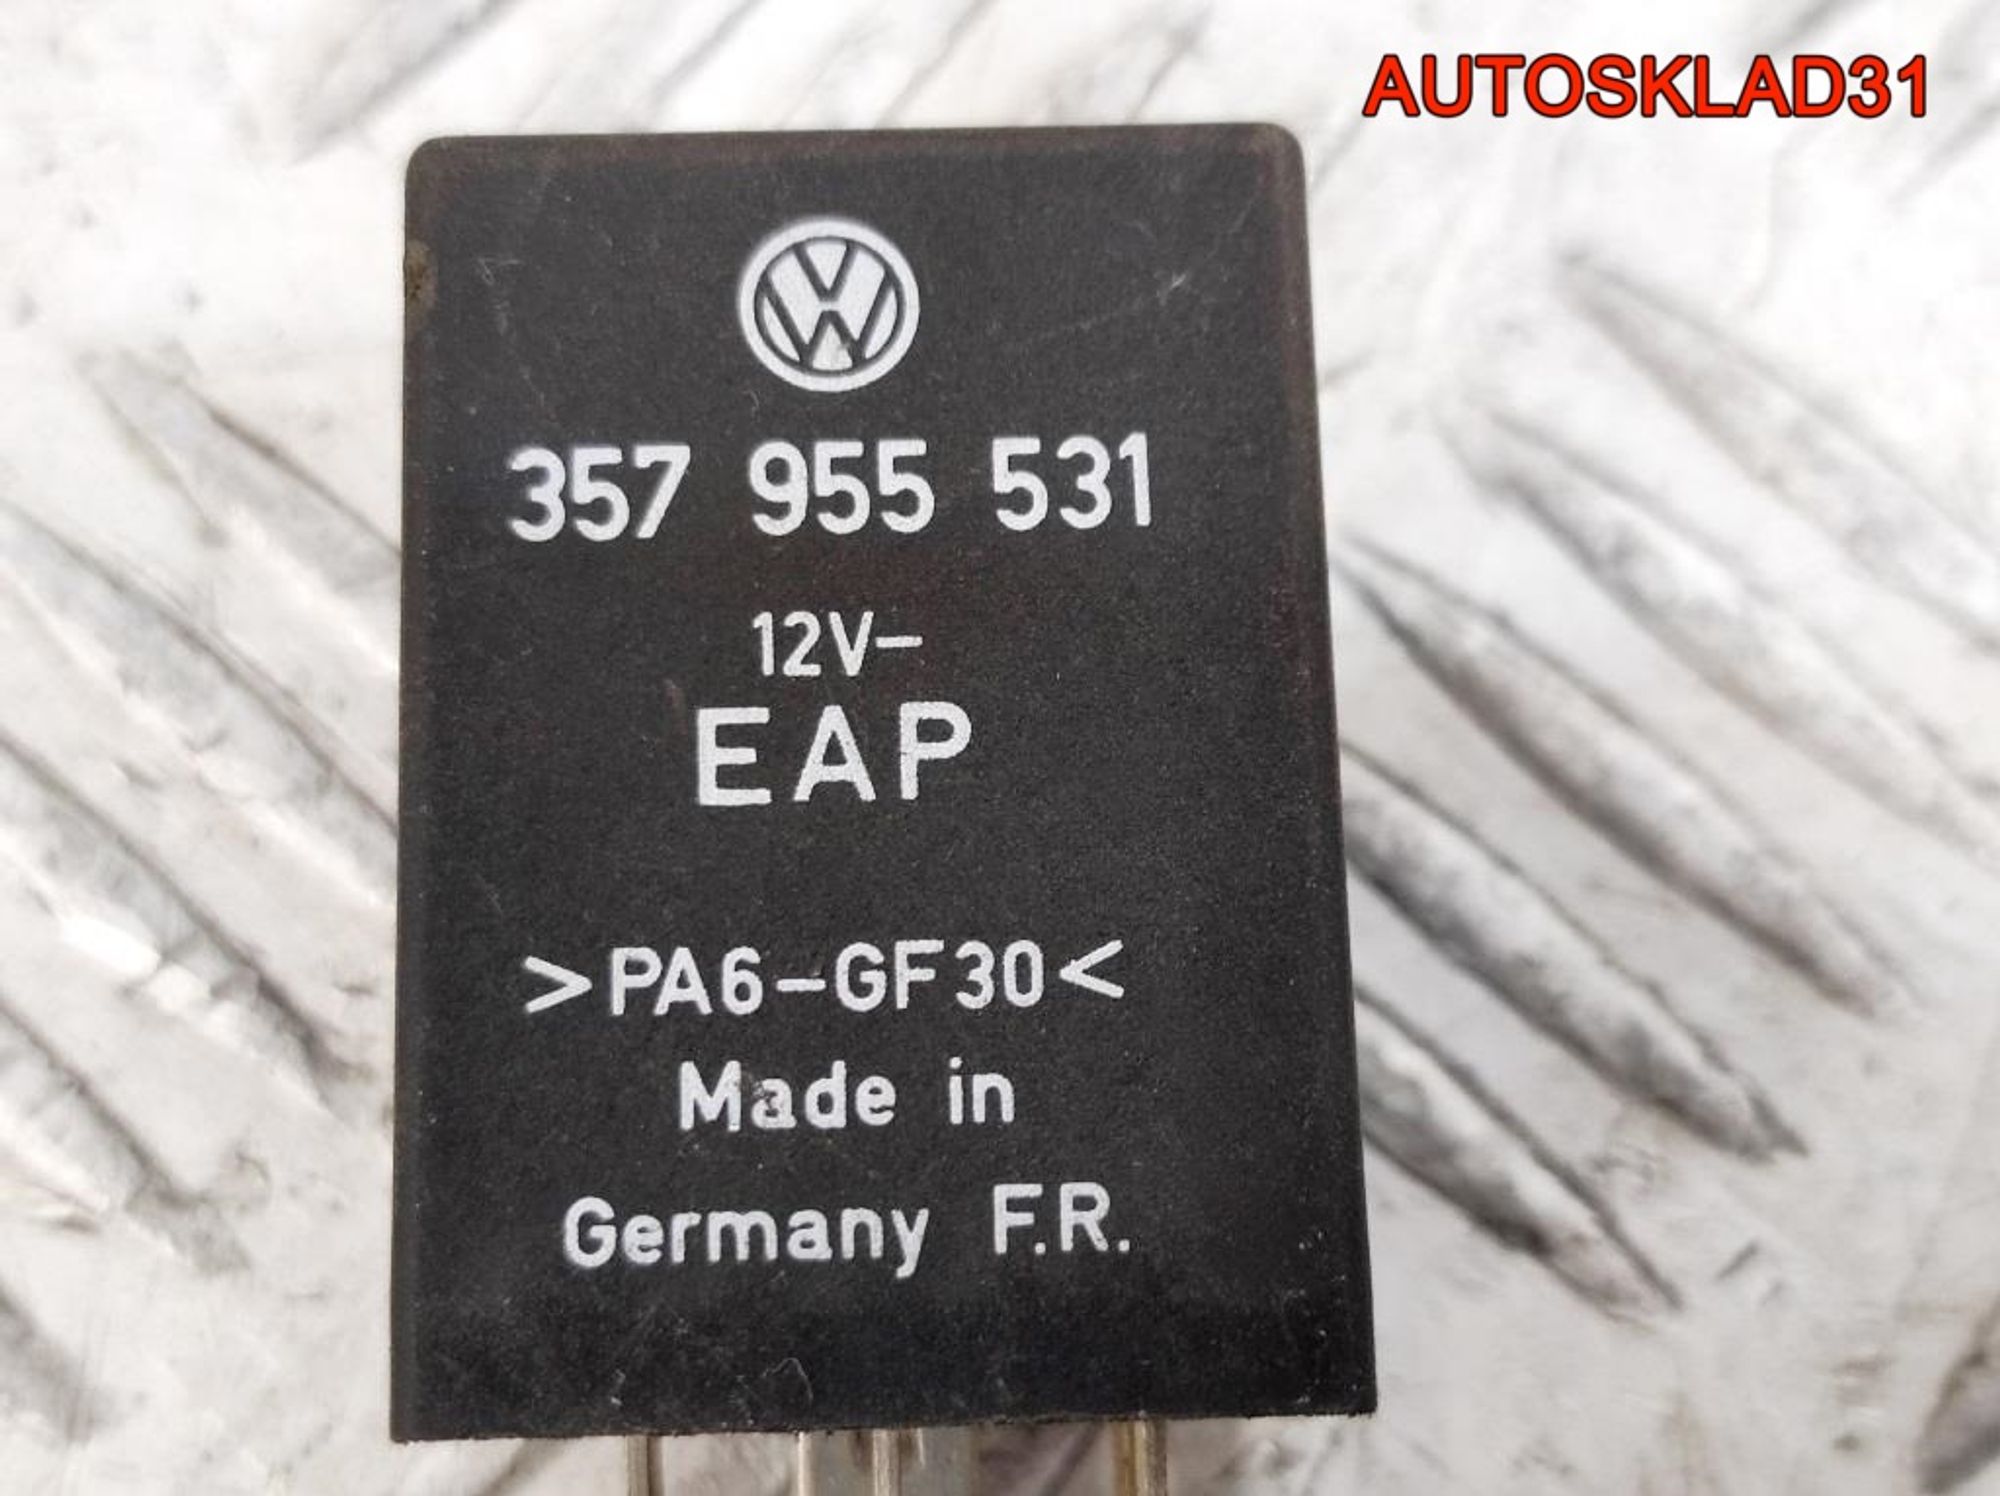 AUTOSKLAD31
357 955 531
12V-
EAP
>PA6-GF30<
Made in
Germany F.R.